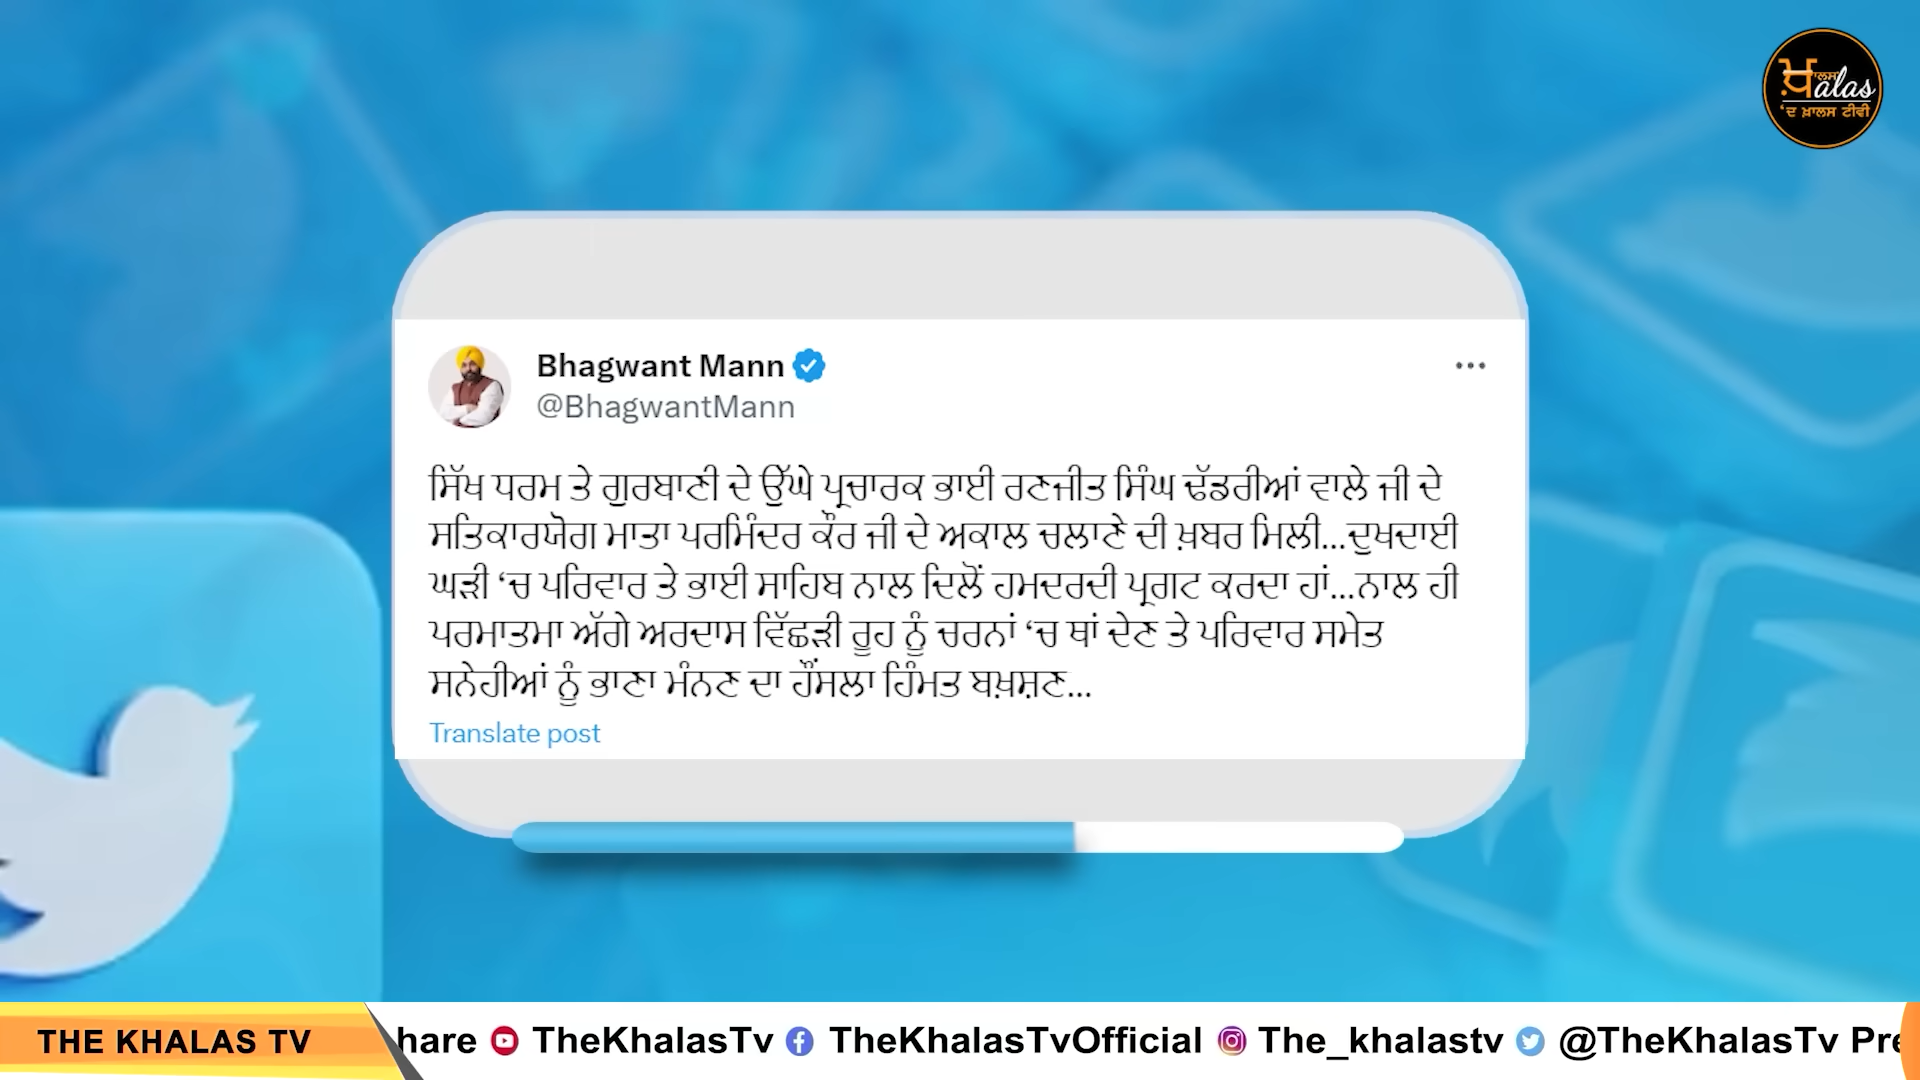 ਖ਼ਾਲਸ
alas
‘ਦ ਖ਼ਾਲਸ ਟੀਵੀ
Bhagwant Mann
@BhagwantMann
ਸਿੱਖ ਧਰਮ ਤੇ ਗੁਰਬਾਣੀ ਦੇ ਉੱਘੇ ਪ੍ਰਚਾਰਕ ਭਾਈ ਰਣਜੀਤ ਸਿੰਘ ਢੱਡਰੀਆਂ ਵਾਲੇ ਜੀ ਦੇ
ਸਤਿਕਾਰਯੋਗ ਮਾਤਾ ਪਰਮਿੰਦਰ ਕੌਰ ਜੀ ਦੇ ਅਕਾਲ ਚਲਾਣੇ ਦੀ ਖ਼ਬਰ ਮਿਲੀ...ਦੁਖਦਾਈ
ਘੜੀ ‘ਚ ਪਰਿਵਾਰ ਤੇ ਭਾਈ ਸਾਹਿਬ ਨਾਲ ਦਿਲੋਂ ਹਮਦਰਦੀ ਪ੍ਰਗਟ ਕਰਦਾ ਹਾਂ...ਨਾਲ ਹੀ
ਪਰਮਾਤਮਾ ਅੱਗੇ ਅਰਦਾਸ ਵਿੱਛੜੀ ਰੂਹ ਨੂੰ ਚਰਨਾਂ ‘ਚ ਥਾਂ ਦੇਣ ਤੇ ਪਰਿਵਾਰ ਸਮੇਤ
ਸਨੇਹੀਆਂ ਨੂੰ ਭਾਣਾ ਮੰਨਣ ਦਾ ਹੌਂਸਲਾ ਹਿੰਮਤ ਬਖ਼ਸ਼ਣ...
Translate post
THE KHALAS TV
hare TheKhalasTv TheKhalasTvOfficial The_khalastv @TheKhalasTv Pre